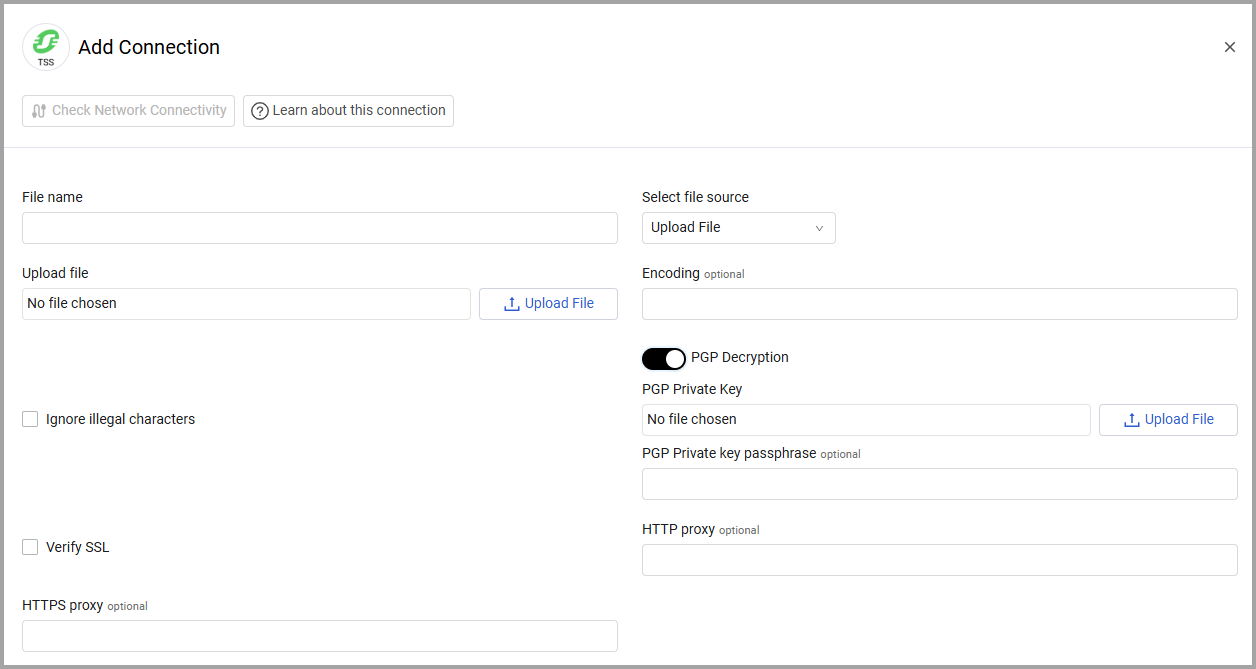 TSS
Add Connection
Check Network Connectivity
Learn about this connection
File name
Select file source
Upload File
Upload file
No file chosen
Upload File
Encoding optional
PGP Decryption
PGP Private Key
Ignore illegal characters
No file chosen
Upload File
PGP Private key passphrase optional
HTTP proxy optional
Verify SSL
HTTPS proxy optional